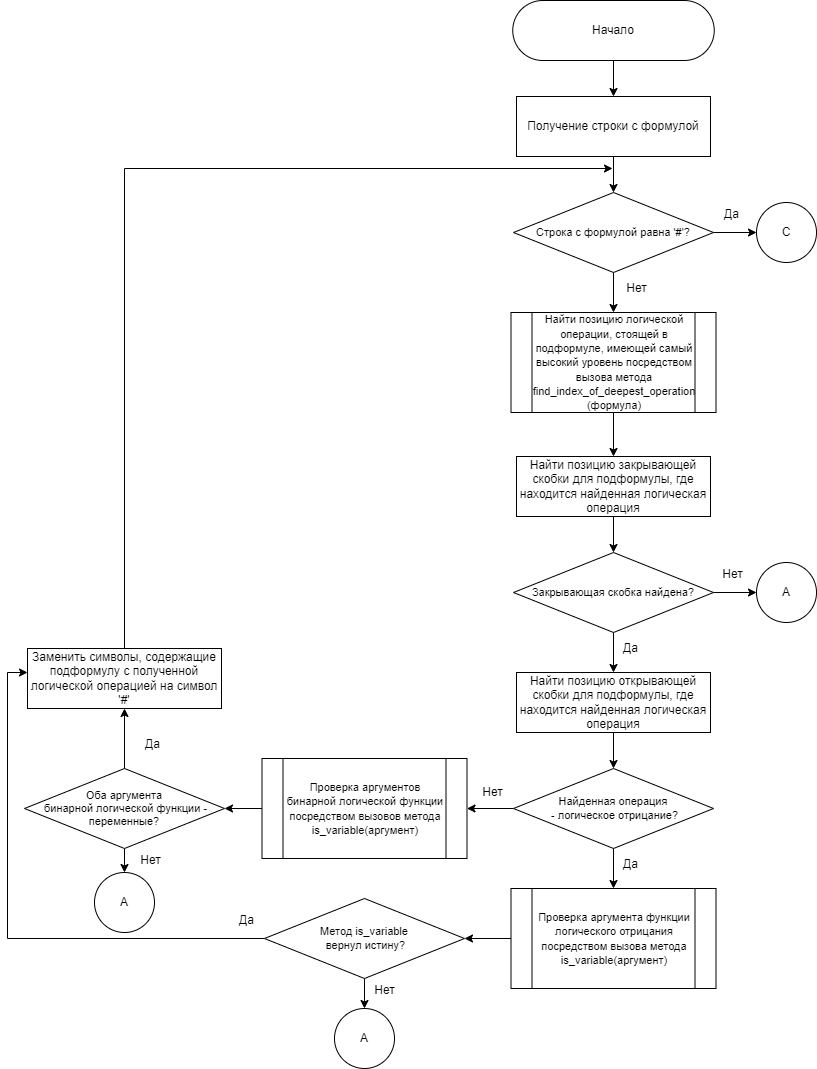 Начало
Получение строки с формулой
Да
Строка с формулой равна '#'?
С
Нет
Найти позицию логической
операции, стоящей в
подформуле, имеющей самый
высокий уровень посредством
вызова метода
find_index_of_deepest_operation
(формула)
Найти позицию закрывающей
скобки для подформулы, где
находится найденная логическая
операция
Нет
Закрывающая скобка найдена?
А
Да
Заменить символы, содержащие
подформулу с полученной
логической операцией на символ
'#'
Найти позицию открывающей
скобки для подформулы, где
находится найденная логическая
операция
Да
Оба аргумента
бинарной логической функции -
переменные?
Проверка аргументов
бинарной логической функции
посредством вызовов метода
is_variable(аргумент)
Нет
Найденная операция
- логическое отрицание?
Нет
Да
А
Да
Метод is_variable
вернул истину?
Проверка аргумента функции
логического отрицания
посредством вызова метода
is_variable(аргумент)
Нет
А